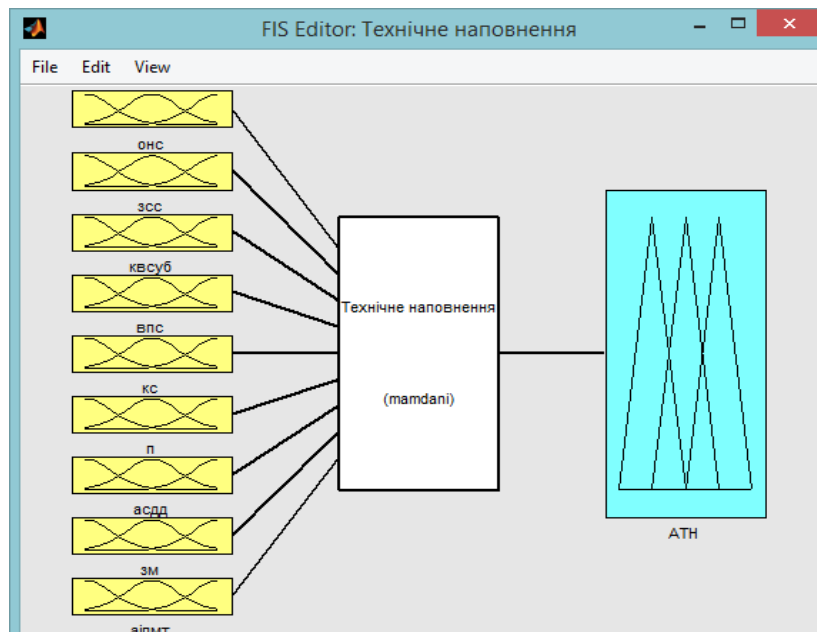 FIS Editor: Технічне наповнення
File Edit View
онс
зсс
квсуб
впс
кс
п
асдд
зм
Технічне наповнення
(mamdani)
АТН